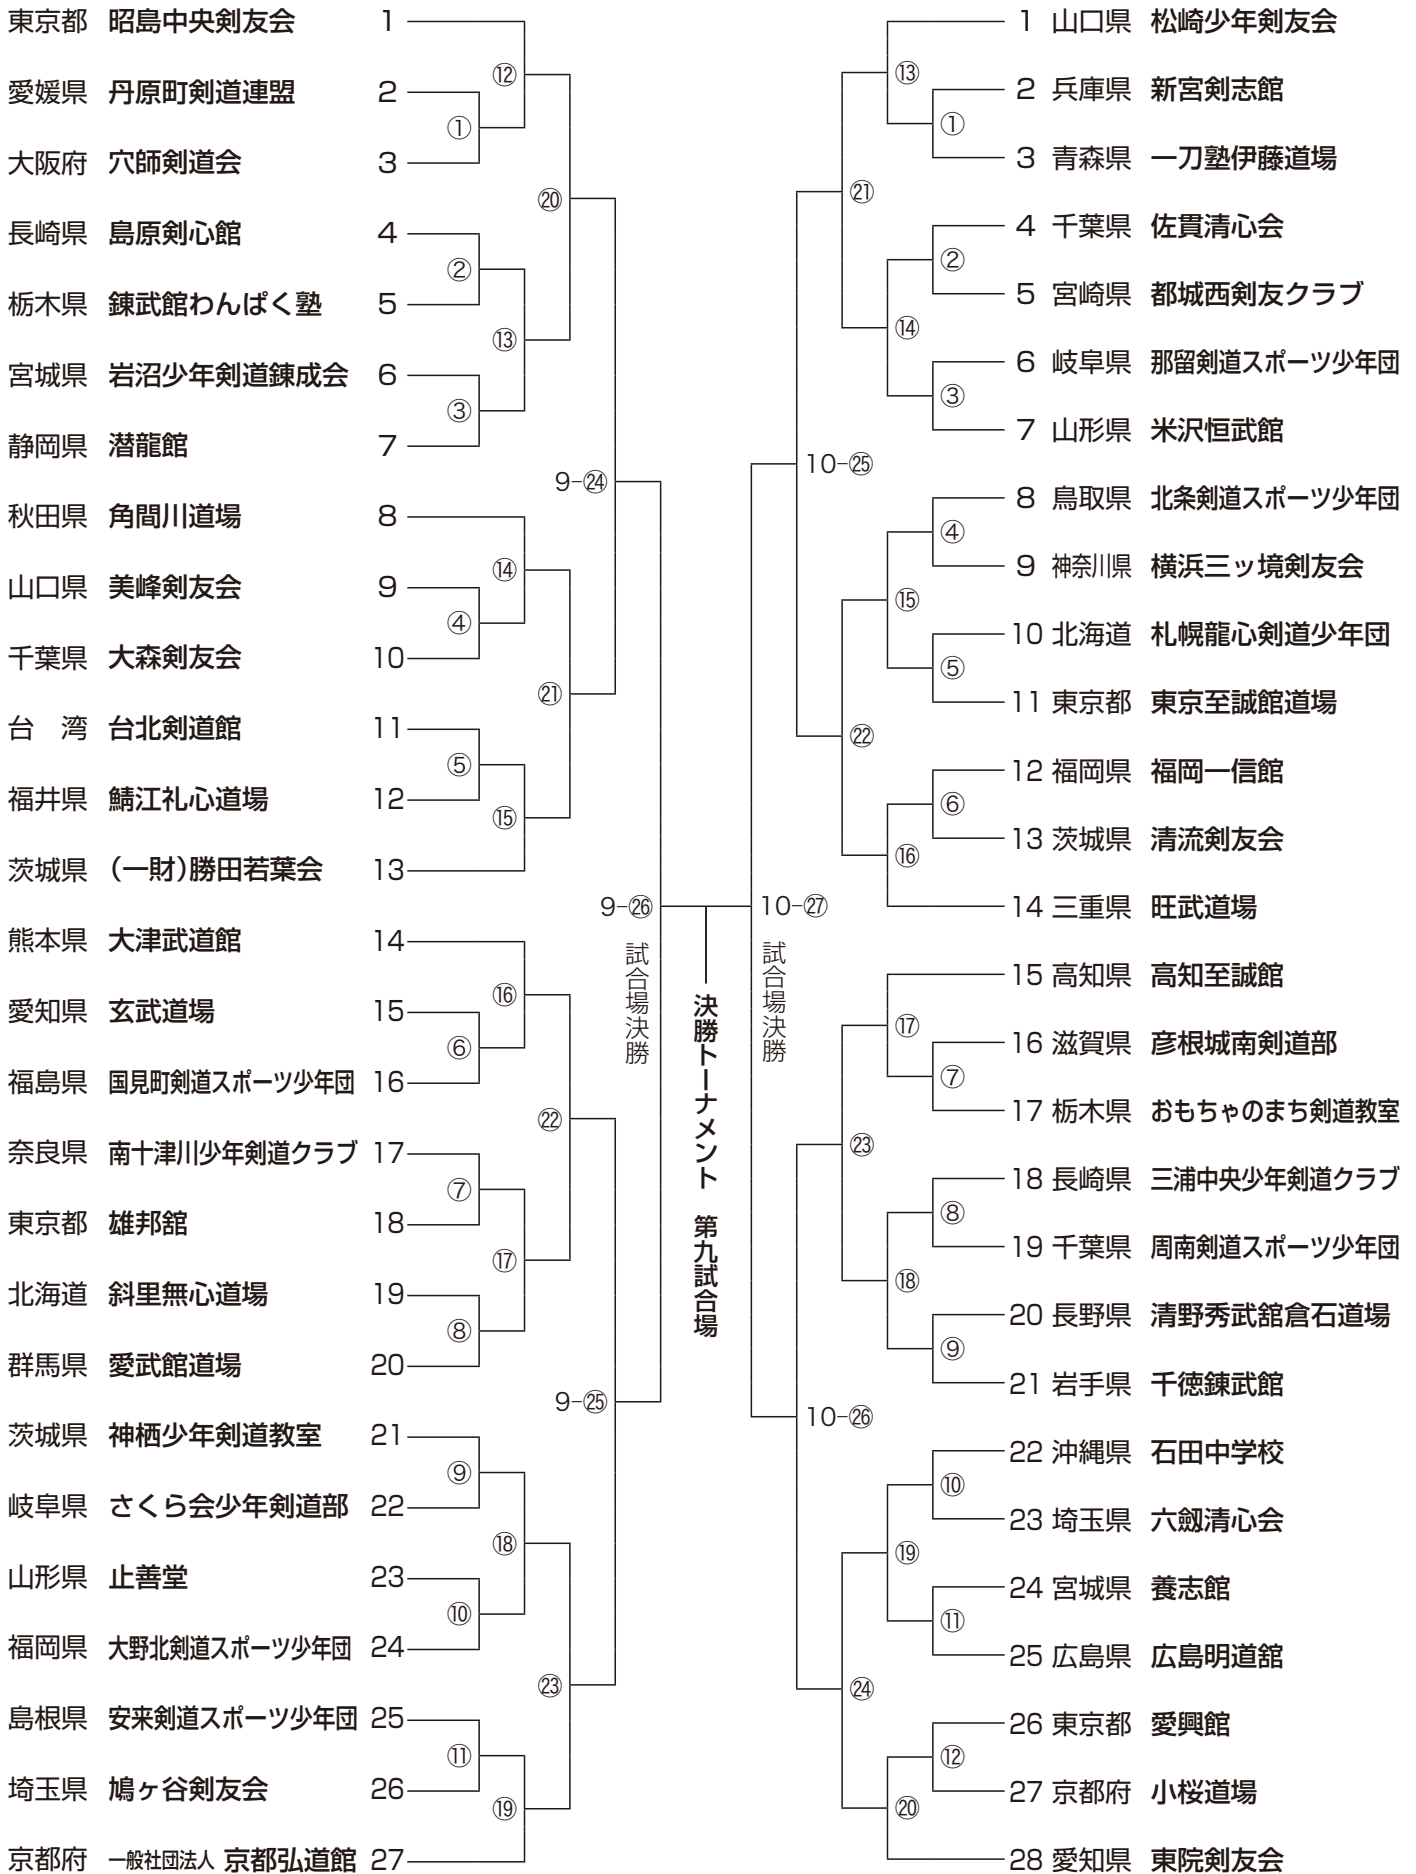 東京都 昭島中央剣友会 1
愛媛県 丹原町剣道連盟 2
大阪府 穴師剣道会 3
長崎県 島原剣心館 4
栃木県 錬武館わんぱく塾 5
宮城県 岩沼少年剣道錬成会 6
静岡県 潜龍館 7
秋田県 角間川道場 8
山口県 美峰剣友会 9
千葉県 大森剣友会 10
台 湾 台北剣道館 11
福井県 鯖江礼心道場 12
茨城県 (一財)勝田若葉会 13
熊本県 大津武道館 14
愛知県 玄武道場 15
福島県 国見町剣道スポーツ少年団 16
奈良県 南十津川少年剣道クラブ 17
東京都 雄邦舘 18
北海道 斜里無心道場 19
群馬県 愛武館道場 20
茨城県 神栖少年剣道教室 21
岐阜県 さくら会少年剣道部 22
山形県 止善堂 23
福岡県 大野北剣道スポーツ少年団 24
島根県 安来剣道スポーツ少年団 25
埼玉県 鳩ヶ谷剣友会 26
京都府 一般社団法人 京都弘道館 27
①
②
③
④
⑤
⑥
⑦
⑧
⑨
⑩
⑪
⑫
⑬
⑭
⑮
⑯
⑰
⑱
⑲
⑳
㉑
㉒
㉓
9-㉔
9-㉕
9-㉖
試合場決勝
決勝トーナメント 第九試合場
10-㉗
試合場決勝
10-㉕
10-㉖
㉑
㉒
㉓
㉔
⑬
⑭
⑮
⑯
⑰
⑱
⑲
⑳
①
②
③
④
⑤
⑥
⑦
⑧
⑨
⑩
⑪
⑫
1 山口県 松崎少年剣友会
2 兵庫県 新宮剣志館
3 青森県 一刀塾伊藤道場
4 千葉県 佐貫清心会
5 宮崎県 都城西剣友クラブ
6 岐阜県 那留剣道スポーツ少年団
7 山形県 米沢恒武館
8 鳥取県 北条剣道スポーツ少年団
9 神奈川県 横浜三ッ境剣友会
10 北海道 札幌龍心剣道少年団
11 東京都 東京至誠館道場
12 福岡県 福岡一信館
13 茨城県 清流剣友会
14 三重県 旺武道場
15 高知県 高知至誠館
16 滋賀県 彦根城南剣道部
17 栃木県 おもちゃのまち剣道教室
18 長崎県 三浦中央少年剣道クラブ
19 千葉県 周南剣道スポーツ少年団
20 長野県 清野秀武舘倉石道場
21 岩手県 千徳錬武館
22 沖縄県 石田中学校
23 埼玉県 六劔清心会
24 宮城県 養志館
25 広島県 広島明道舘
26 東京都 愛興館
27 京都府 小桜道場
28 愛知県 東院剣友会